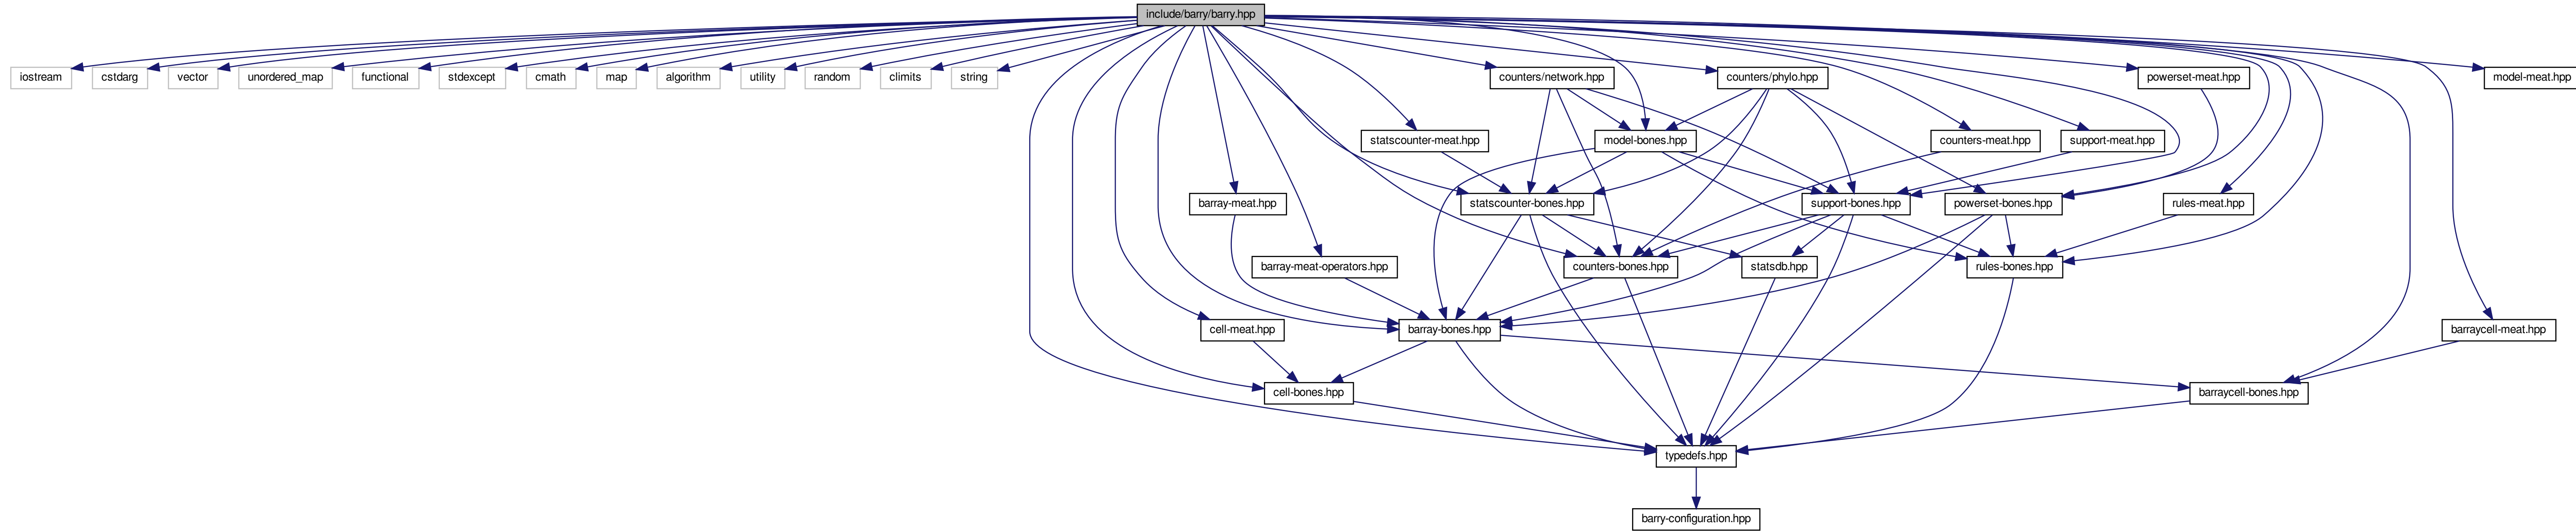 include/barry/barry.hpp
iostream
cstdarg
vector
unordered_map
functional
stdexcept
cmath
map
algorithm
utility
random
climits
string
counters/network.hpp
counters/phylo.hpp
powerset-meat.hpp
model-meat.hpp
statscounter-meat.hpp
model-bones.hpp
counters-meat.hpp
support-meat.hpp
barray-meat.hpp
statscounter-bones.hpp
support-bones.hpp
powerset-bones.hpp
rules-meat.hpp
barray-meat-operators.hpp
counters-bones.hpp
statsdb.hpp
rules-bones.hpp
cell-meat.hpp
barray-bones.hpp
barraycell-meat.hpp
cell-bones.hpp
barraycell-bones.hpp
typedefs.hpp
barry-configuration.hpp